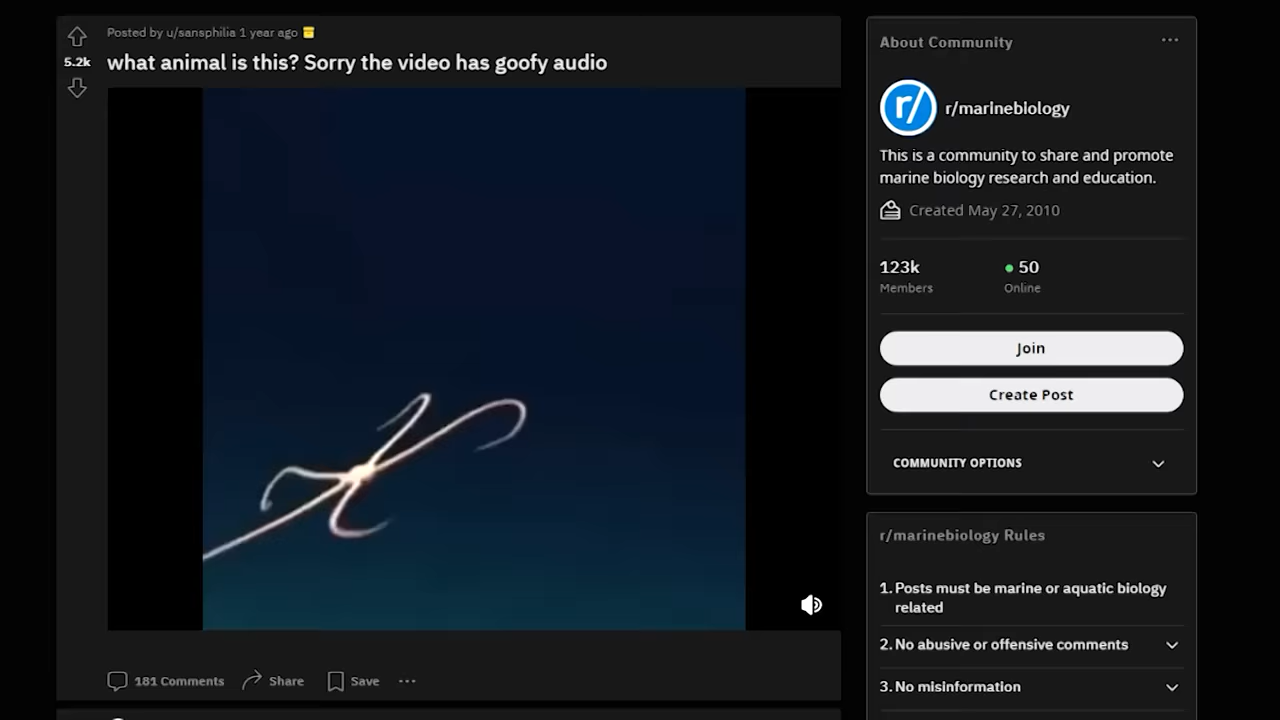 Posted by u/sansphilia 1 year ago
5.2k
what animal is this? Sorry the video has goofy audio
181 Comments
Share
Save
About Community
r/
r/marinebiology
This is a community to share and promote
marine biology research and education.
Created May 27, 2010
123k
50
Members
Online
Join
Create Post
COMMUNITY OPTIONS
r/marinebiology Rules
1. Posts must be marine or aquatic biology
related
2. No abusive or offensive comments
3. No misinformation